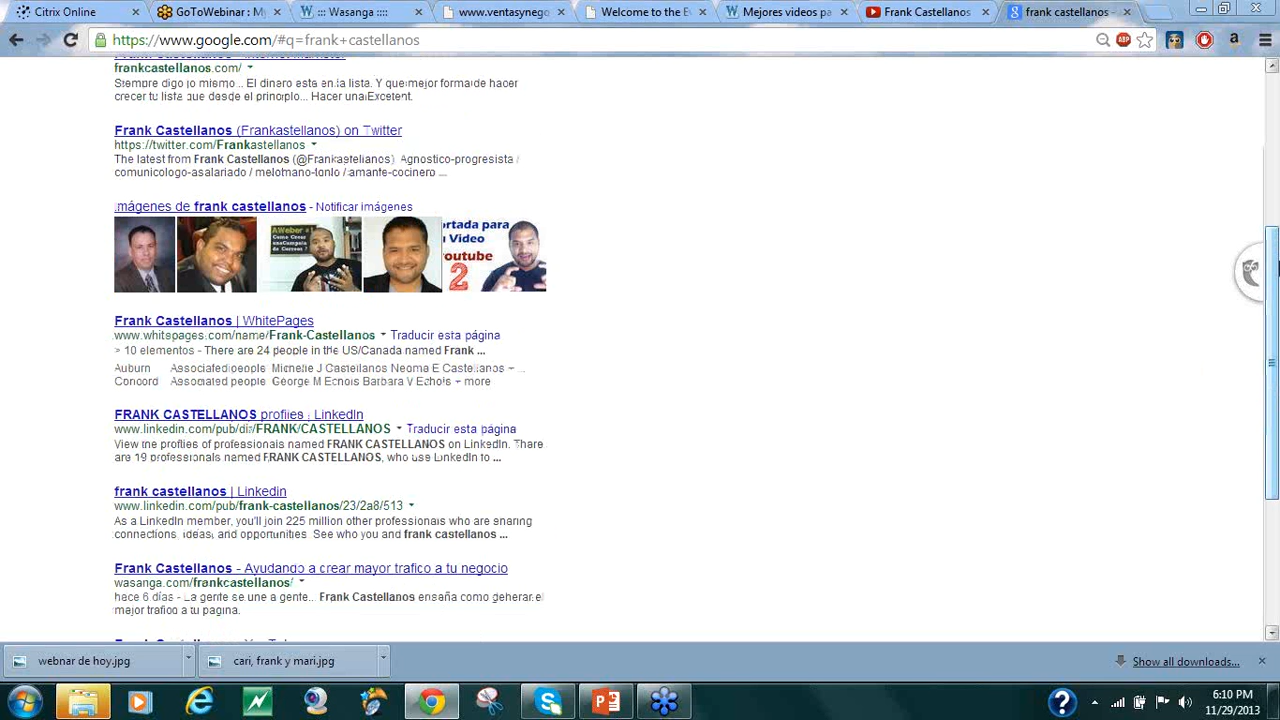 Citrix Online
GoToWebinar : My
::: Wasanga ::::
www.ventasynego
Welcome to the E
Mejores videos pa
Frank Castellanos
frank castellanos
https://www.google.com/#q=frank+castellanos
frankcastellanos.com/
Siempre digo lo mismo... El dinero esta en la lista. Y que mejor forma de hacer
crecer tu lista que desde el principio... Hacer una Excelent.
Frank Castellanos (Frankastellanos) on Twitter
https://twitter.com/Frankastellanos
The latest from Frank Castellanos (@Frankastellanos) Agnostico-progresista /
comunicologo-asalariado / melomano-tonto / amante-cocinero ...
Imágenes de frank castellanos - Notificar imágenes
AWeber
Como Crear
una Campaña
de Correos
ortada para
u Video
outube
2
Frank Castellanos | WhitePages
www.whitepages.com/name/Frank-Castellanos Traducir esta página
> 10 elementos - There are 24 people in the US/Canada named Frank ...
Auburn Associated people Michelle J Castellanos Neoma E Castellanos
Concord Associated people George M Echols Barbara V Echols more
FRANK CASTELLANOS profiles | LinkedIn
www.linkedin.com/pub/dir/FRANK/CASTELLANOS Traducir esta página
View the profiles of professionals named FRANK CASTELLANOS on LinkedIn. There
are 19 professionals named FRANK CASTELLANOS, who use LinkedIn to ...
frank castellanos | LinkedIn
www.linkedin.com/pub/frank-castellanos/23/2a8/513
As a LinkedIn member, you'll join 225 million other professionals who are sharing
connections, ideas, and opportunities. See who you and frank castellanos ...
Frank Castellanos - Ayudando a crear mayor trafico a tu negocio
wasanga.com/frankcastellanos/
hace 6 días - La gente se une a gente... Frank Castellanos enseña como generar el
mejor trafico a tu pagina.
webnar de hoy.jpg
cari, frank y mari.jpg
Show all downloads...
6:10 PM
11/29/2013